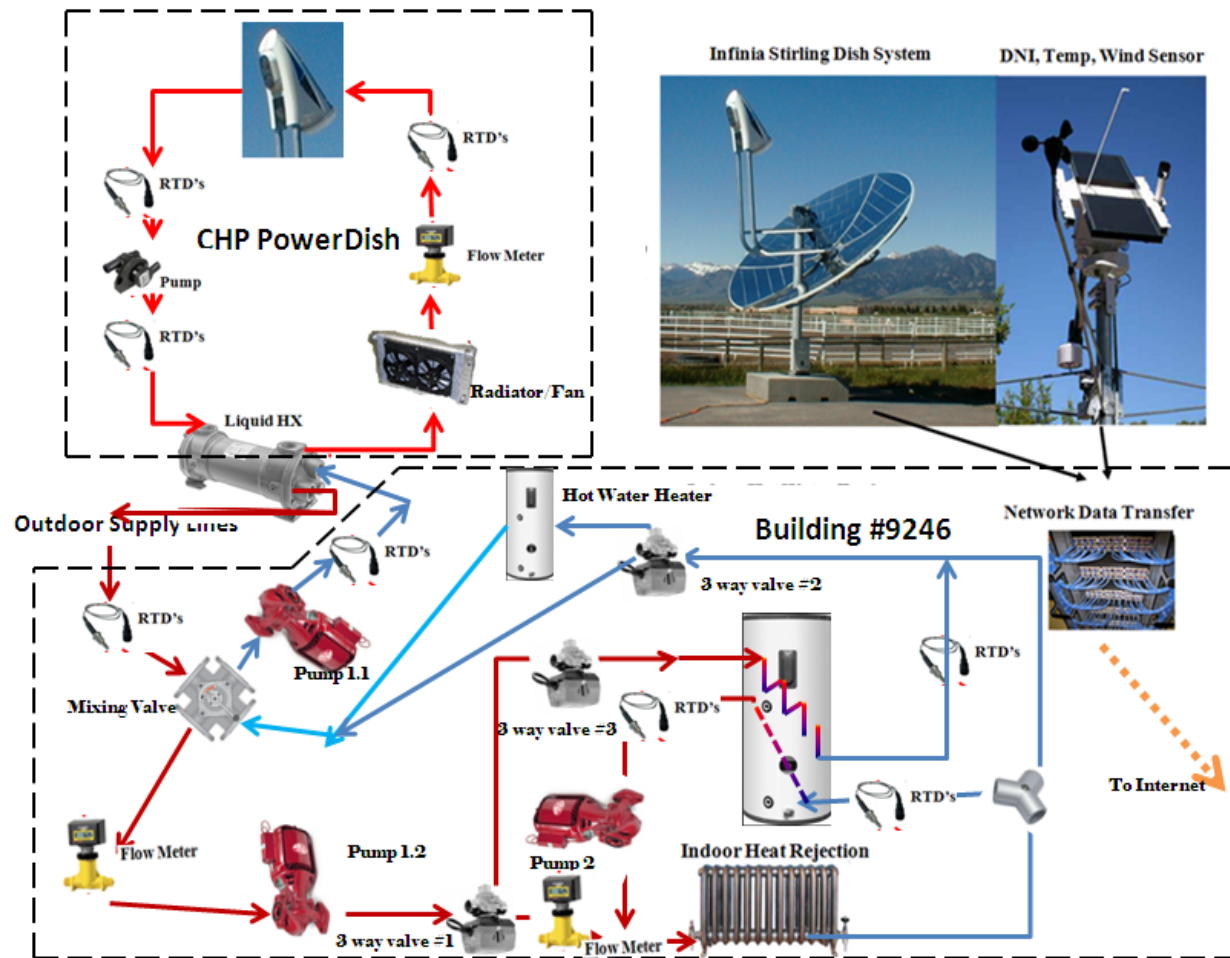 Infinia Stirling Dish System
DNI, Temp, Wind Sensor
RTD's
RTD's
CHP PowerDish
Flow Meter
Pump
RTD's
Radiator/Fan
Liquid HX
Hot Water Heater
Outdoor Supply Lines
Building #9246
Network Data Transfer
RTD's
3 way valve #2
RTD's
RTD's
Pump 1.1
Mixing Valve
RTD's
3 way valve #3
To Internet
RTD's
Flow Meter
Pump 1.2
Pump 2
Indoor Heat Rejection
3 way valve #1
Flow Meter